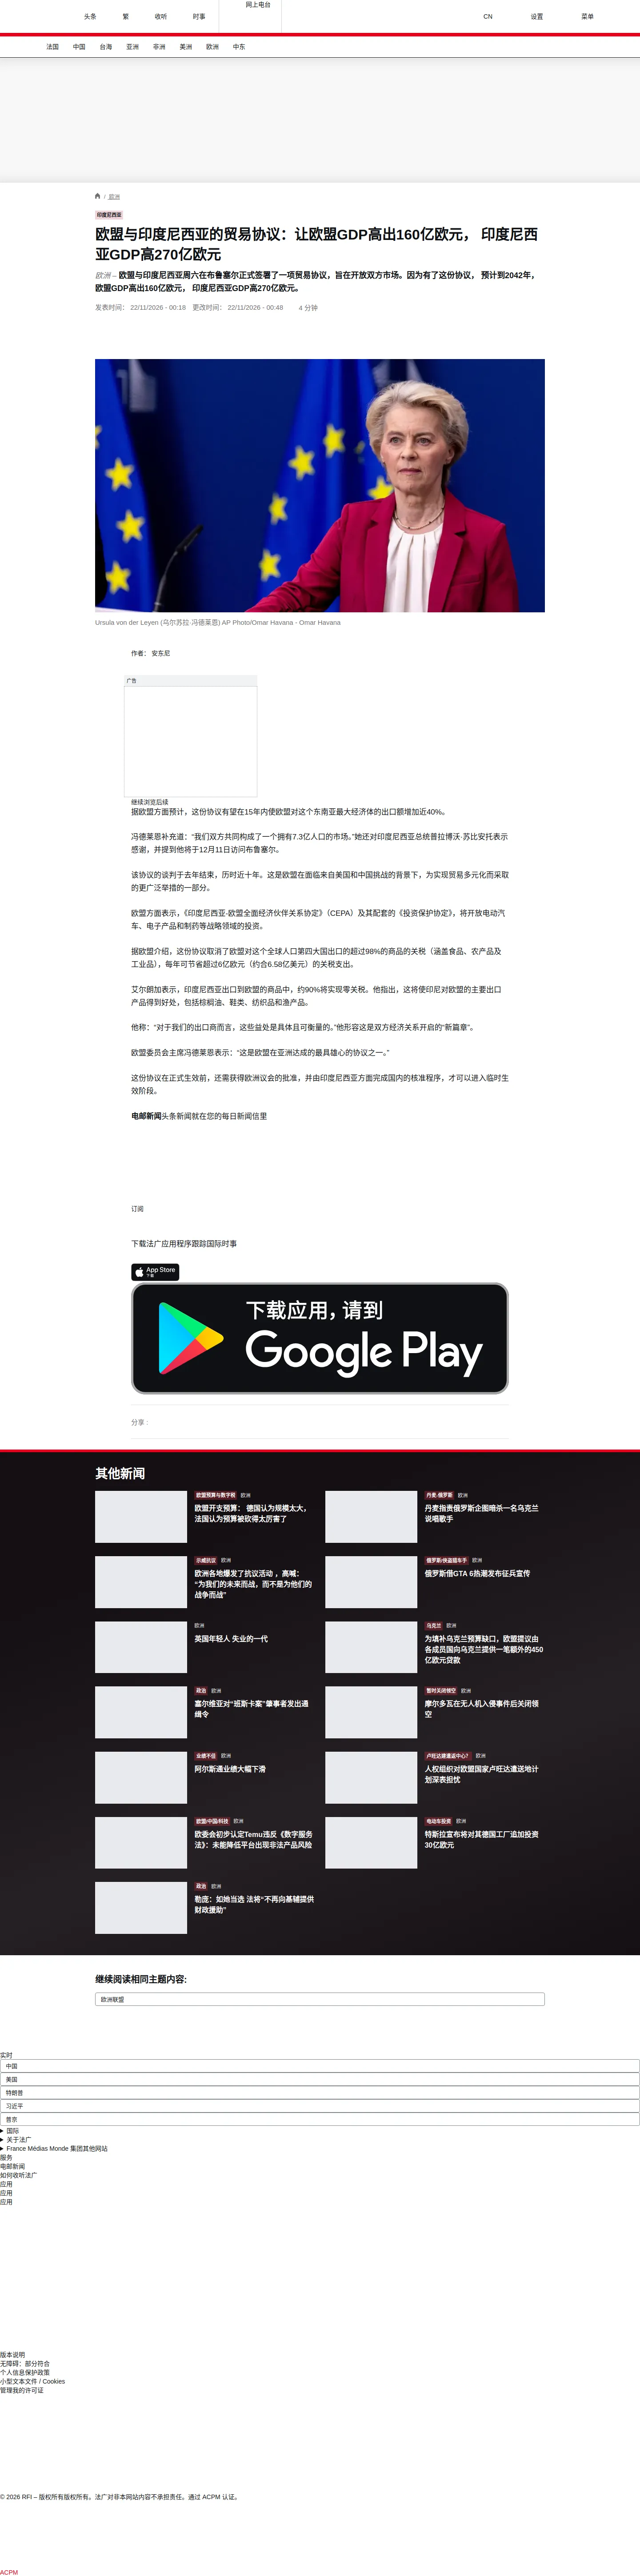 头条
繁
收听
时事
网上电台
CN
设置
菜单
法国
中国
台海
亚洲
非洲
美洲
欧洲
中东
/ 欧洲
印度尼西亚
欧盟与印度尼西亚的贸易协议：让欧盟GDP高出160亿欧元， 印度尼西
亚GDP高270亿欧元
欧洲 – 欧盟与印度尼西亚周六在布鲁塞尔正式签署了一项贸易协议，旨在开放双方市场。因为有了这份协议， 预计到2042年，
欧盟GDP高出160亿欧元， 印度尼西亚GDP高270亿欧元。
发表时间： 22/11/2026 - 00:18 更改时间： 22/11/2026 - 00:48 4 分钟
Ursula von der Leyen (乌尔苏拉·冯德莱恩) AP Photo/Omar Havana - Omar Havana
作者： 安东尼
广告
继续浏览后续
据欧盟方面预计，这份协议有望在15年内使欧盟对这个东南亚最大经济体的出口额增加近40%。
冯德莱恩补充道：“我们双方共同构成了一个拥有7.3亿人口的市场。”她还对印度尼西亚总统普拉博沃·苏比安托表示
感谢，并提到他将于12月11日访问布鲁塞尔。
该协议的谈判于去年结束，历时近十年。这是欧盟在面临来自美国和中国挑战的背景下，为实现贸易多元化而采取
的更广泛举措的一部分。
欧盟方面表示，《印度尼西亚-欧盟全面经济伙伴关系协定》（CEPA）及其配套的《投资保护协定》，将开放电动汽
车、电子产品和制药等战略领域的投资。
据欧盟介绍，这份协议取消了欧盟对这个全球人口第四大国出口的超过98%的商品的关税（涵盖食品、农产品及
工业品），每年可节省超过6亿欧元（约合6.58亿美元）的关税支出。
艾尔朗加表示，印度尼西亚出口到欧盟的商品中，约90%将实现零关税。他指出，这将使印尼对欧盟的主要出口
产品得到好处，包括棕榈油、鞋类、纺织品和渔产品。
他称：“对于我们的出口商而言，这些益处是具体且可衡量的。”他形容这是双方经济关系开启的“新篇章”。
欧盟委员会主席冯德莱恩表示：“这是欧盟在亚洲达成的最具雄心的协议之一。”
这份协议在正式生效前，还需获得欧洲议会的批准，并由印度尼西亚方面完成国内的核准程序，才可以进入临时生
效阶段。
电邮新闻头条新闻就在您的每日新闻信里
订阅
下载法广应用程序跟踪国际时事
App Store
下载
下载应用，请到
Google Play
分享 :
其他新闻
欧盟预算与数字税 欧洲
欧盟开支预算： 德国认为规模太大，
法国认为预算被砍得太厉害了
丹麦-俄罗斯 欧洲
丹麦指责俄罗斯企图暗杀一名乌克兰
说唱歌手
示威抗议 欧洲
欧洲各地爆发了抗议活动 ，高喊：
“为我们的未来而战，而不是为他们的
战争而战”
俄罗斯/侠盗猎车手 欧洲
俄罗斯借GTA 6热潮发布征兵宣传
欧洲
英国年轻人 失业的一代
乌克兰 欧洲
为填补乌克兰预算缺口，欧盟提议由
各成员国向乌克兰提供一笔额外的450
亿欧元贷款
政治 欧洲
塞尔维亚对“班斯卡案”肇事者发出通
缉令
暂时关闭领空 欧洲
摩尔多瓦在无人机入侵事件后关闭领
空
业绩不佳 欧洲
阿尔斯通业绩大幅下滑
卢旺达建遣返中心？ 欧洲
人权组织对欧盟国家卢旺达遣送地计
划深表担忧
欧盟/中国/科技 欧洲
欧委会初步认定Temu违反《数字服务
法》：未能降低平台出现非法产品风险
电动车投资 欧洲
特斯拉宣布将对其德国工厂追加投资
30亿欧元
政治 欧洲
勒庞：如她当选 法将“不再向基辅提供
财政援助”
继续阅读相同主题内容:
欧洲联盟
实时
中国
美国
特朗普
习近平
普京
国际
关于法广
France Médias Monde 集团其他网站
服务
电邮新闻
如何收听法广
应用
应用
应用
版本说明
无障碍：部分符合
个人信息保护政策
小型文本文件 / Cookies
管理我的许可证
© 2026 RFI – 版权所有版权所有。法广对非本网站内容不承担责任。通过 ACPM 认证。
ACPM